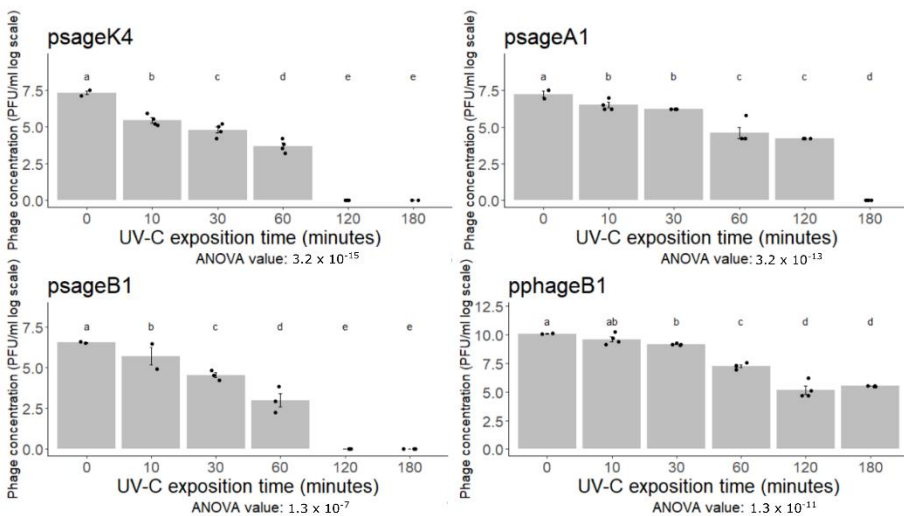 psageK4
Phage concentration (PFU/ml log scale)
7.5
5.0
2.5
0.0
a b c d e e
0 10 30 60 120 180
UV-C exposition time (minutes)
ANOVA value: 3.2 x 10⁻¹⁵
psageA1
Phage concentration (PFU/ml log scale)
7.5
5.0
2.5
0.0
a b b c c d
0 10 30 60 120 180
UV-C exposition time (minutes)
ANOVA value: 3.2 x 10⁻¹³
psageB1
Phage concentration (PFU/ml log scale)
7.5
5.0
2.5
0.0
a b c d e e
0 10 30 60 120 180
UV-C exposition time (minutes)
ANOVA value: 1.3 x 10⁻⁷
pphageB1
Phage concentration (PFU/ml log scale)
12.5
10.0
7.5
5.0
2.5
0.0
a ab b c d d
0 10 30 60 120 180
UV-C exposition time (minutes)
ANOVA value: 1.3 x 10⁻¹¹